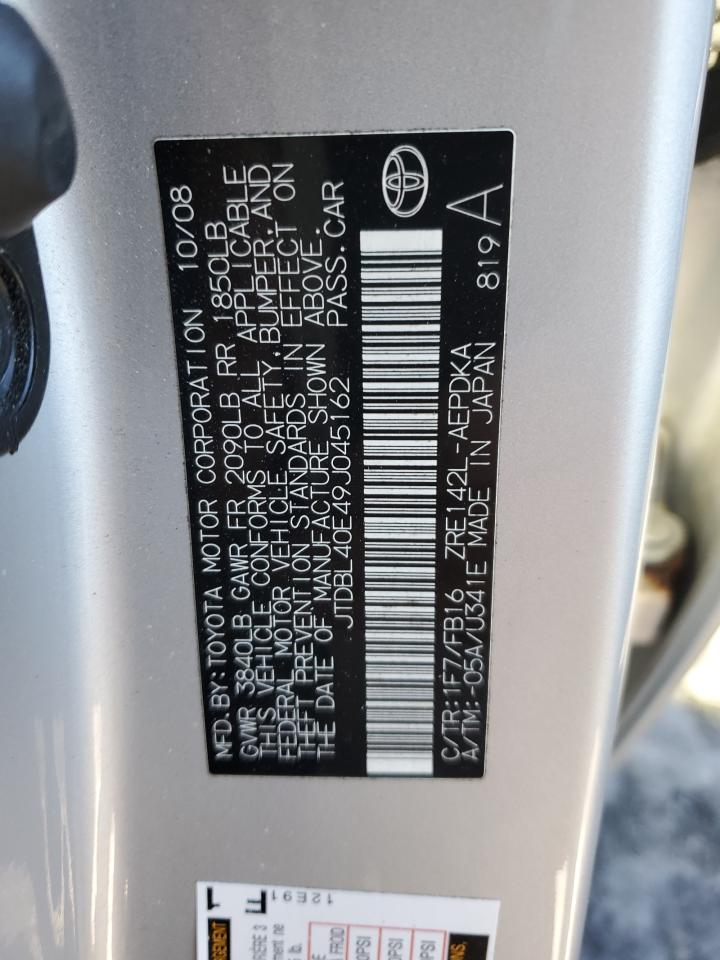 MFD. BY: TOYOTA MOTOR CORPORATION 10/08
GVWR 3840LB GAWR FR 2090LB RR 1850LB
THIS VEHICLE CONFORMS TO ALL APPLICABLE
FEDERAL MOTOR VEHICLE SAFETY, BUMPER, AND
THEFT PREVENTION STANDARDS IN EFFECT ON
THE DATE OF MANUFACTURE SHOWN ABOVE.
JTDBL40E49J045162 PASS. CAR
C/TR: 1F7/FB16 ZRE142L-AEPDKA 819 A
A/TM: -05A/U341E MADE IN JAPAN
12E91